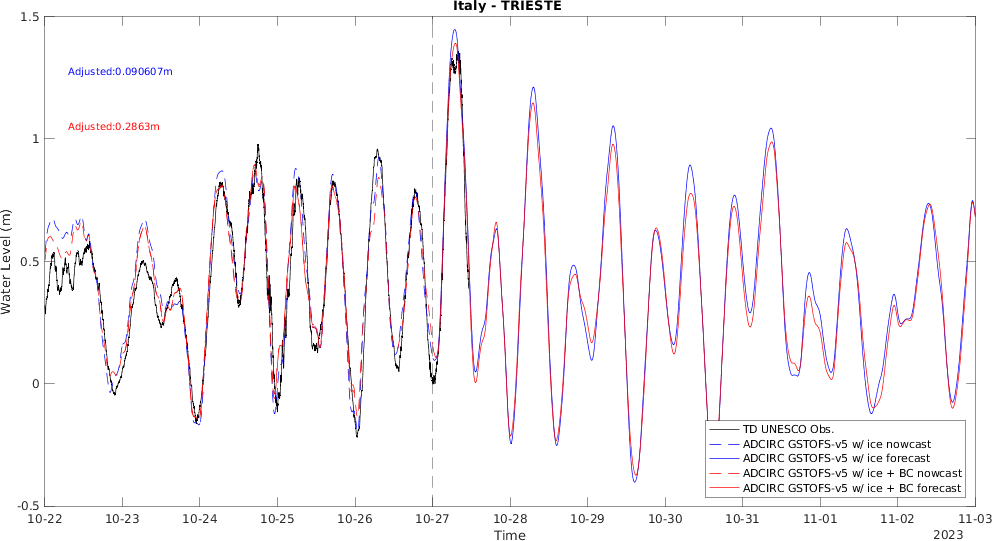 Italy - TRIESTE
1.5
Adjusted:0.090607m
Adjusted:0.2863m
1
0.5
0
-0.5
Water Level (m)
TD UNESCO Obs.
ADCIRC GSTOFS-v5 w/ ice nowcast
ADCIRC GSTOFS-v5 w/ ice forecast
ADCIRC GSTOFS-v5 w/ ice + BC nowcast
ADCIRC GSTOFS-v5 w/ ice + BC forecast
10-22 10-23 10-24 10-25 10-26 10-27 10-28 10-29 10-30 10-31 11-01 11-02 11-03
Time
2023